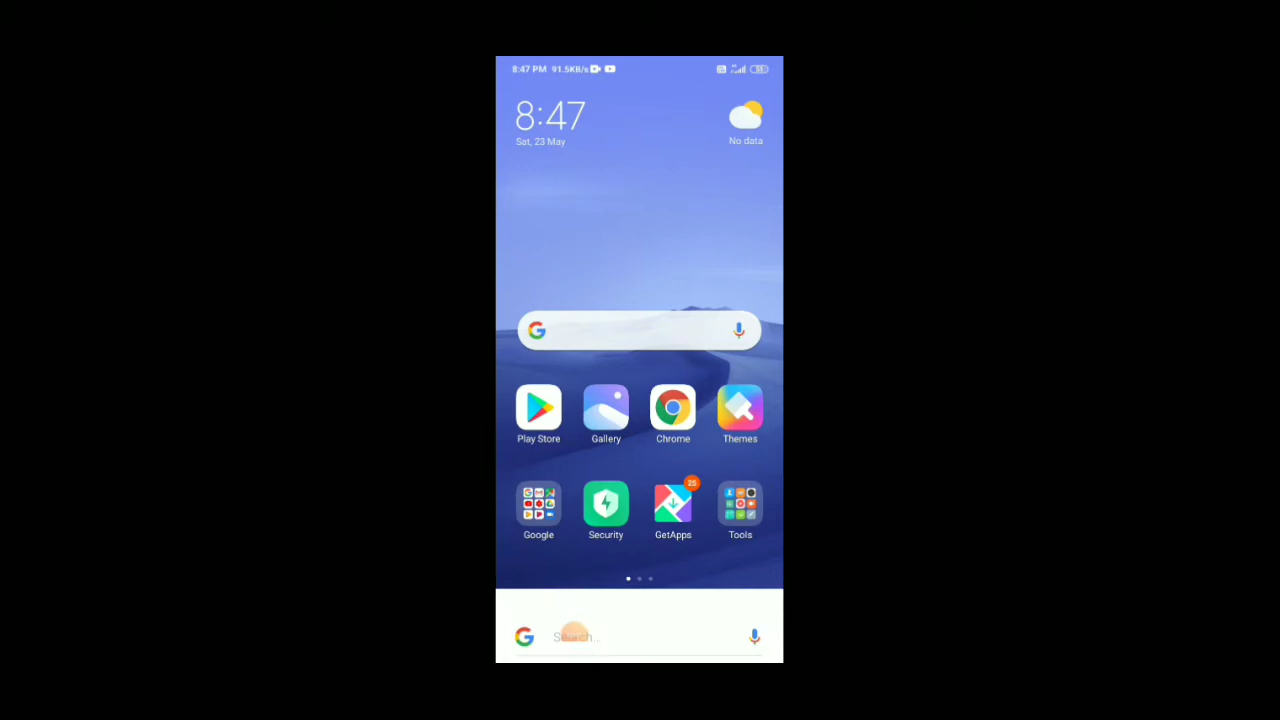 8:47 PM 91.5KB/s
55
8:47
Sat, 23 May
No data
Play Store
Gallery
Chrome
Themes
25
Google
Security
GetApps
Tools
Search...